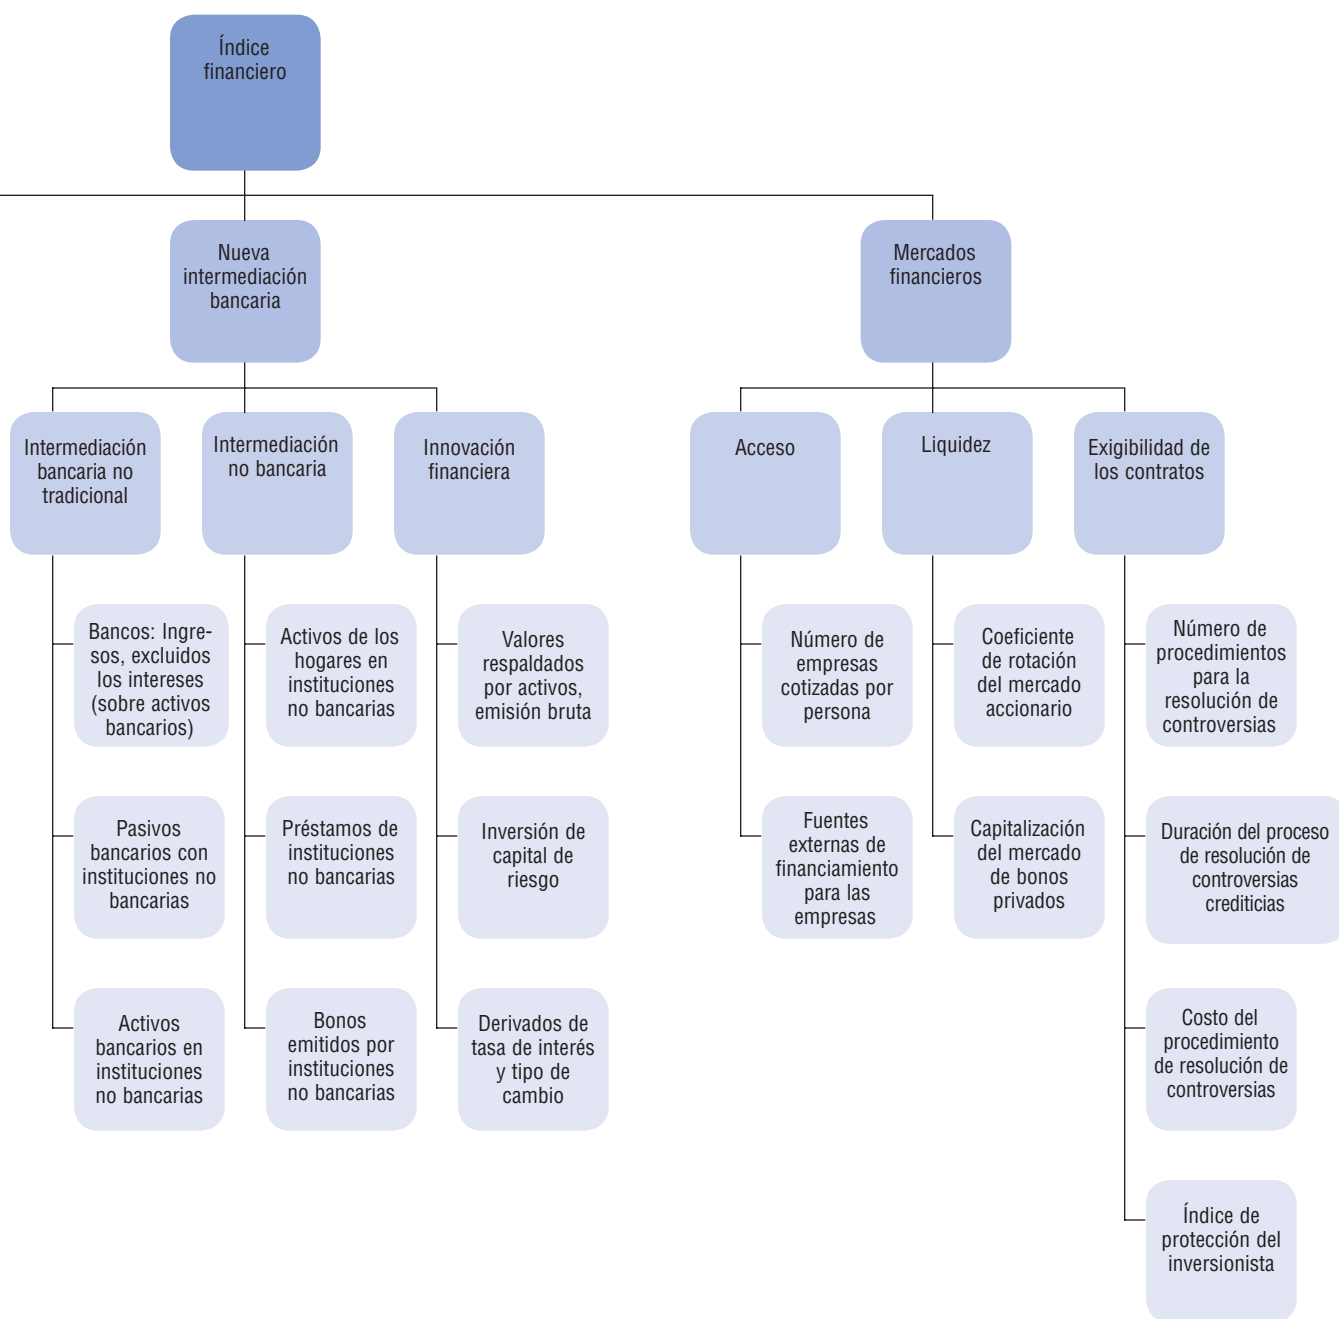 Índice
financiero
Nueva
intermediación
bancaria
Mercados
financieros
Intermediación
bancaria no
tradicional
Intermediación
no bancaria
Innovación
financiera
Acceso
Liquidez
Exigibilidad de
los contratos
Bancos: Ingre-
sos, excluidos
los intereses
(sobre activos
bancarios)
Activos de los
hogares en
instituciones
no bancarias
Valores
respaldados
por activos,
emisión bruta
Número de
empresas
cotizadas por
persona
Coeficiente
de rotación
del mercado
accionario
Número de
procedimientos
para la
resolución de
controversias
Pasivos
bancarios con
instituciones no
bancarias
Préstamos de
instituciones
no bancarias
Inversión de
capital de
riesgo
Fuentes
externas de
financiamiento
para las
empresas
Capitalización
del mercado
de bonos
privados
Duración del proceso
de resolución de
controversias
crediticias
Activos
bancarios en
instituciones
no bancarias
Bonos
emitidos por
instituciones
no bancarias
Derivados de
tasa de interés
y tipo de
cambio
Costo del
procedimiento
de resolución de
controversias
Índice de
protección del
inversionista